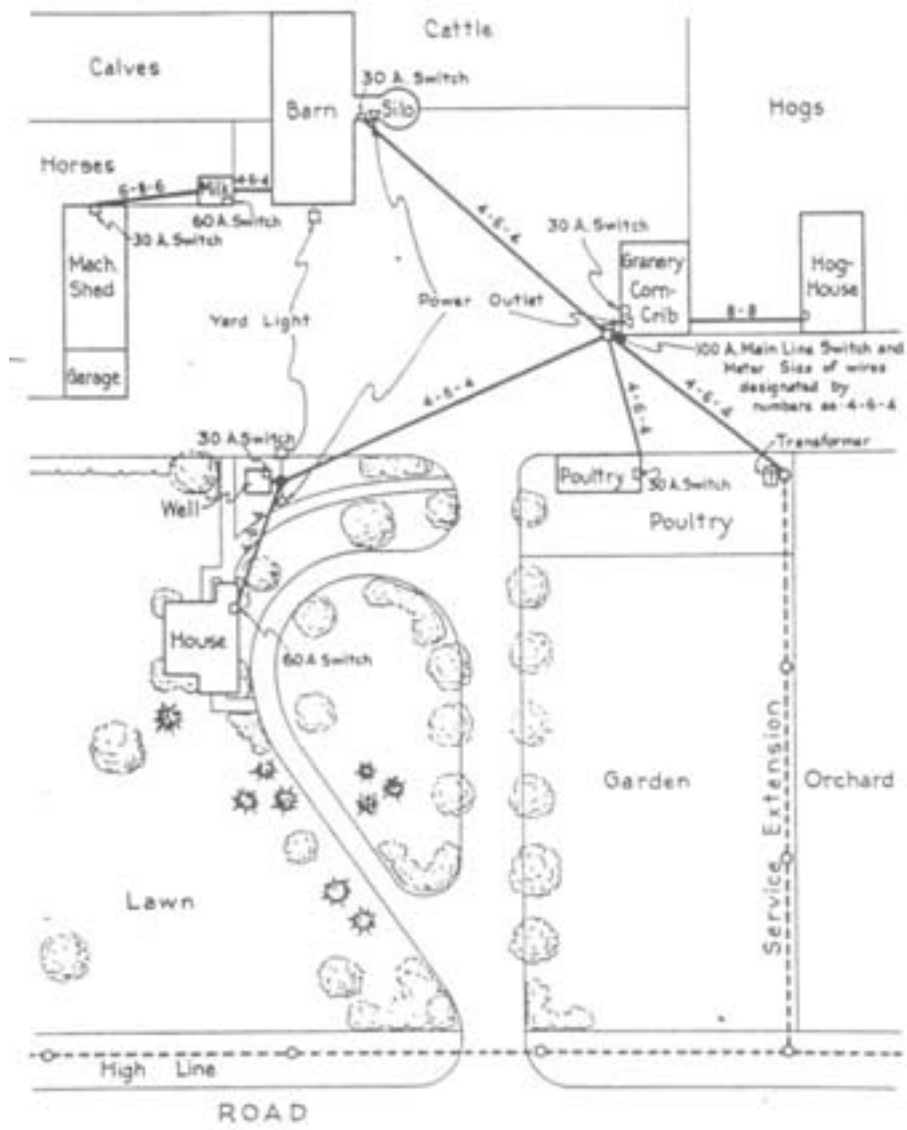 Cattle
Calves
30 A. Switch
Barn
Silo
Hogs
Horses
6-8-6
Milk
4-6-4
60 A. Switch
30 A. Switch
4-6-4
30 A. Switch
Mach.
Shed
Granery
Corn-
Crib
Hog-
House
Yard Light
Power Outlet
8-8
Garage
100 A. Main Line Switch and
Meter Size of wires
designated by
numbers as-4-6-4
4-6-4
4-6-4
4-6-4
Transformer
30 A. Switch
Well
Poultry
30 A. Switch
Poultry
House
60 A. Switch
Garden
Service Extension
Orchard
Lawn
High Line
ROAD